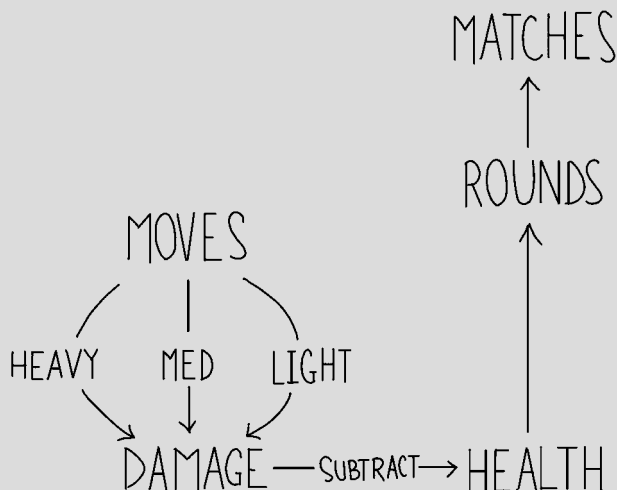 MATCHES
ROUNDS
MOVES
HEAVY MED LIGHT
DAMAGE SUBTRACT HEALTH